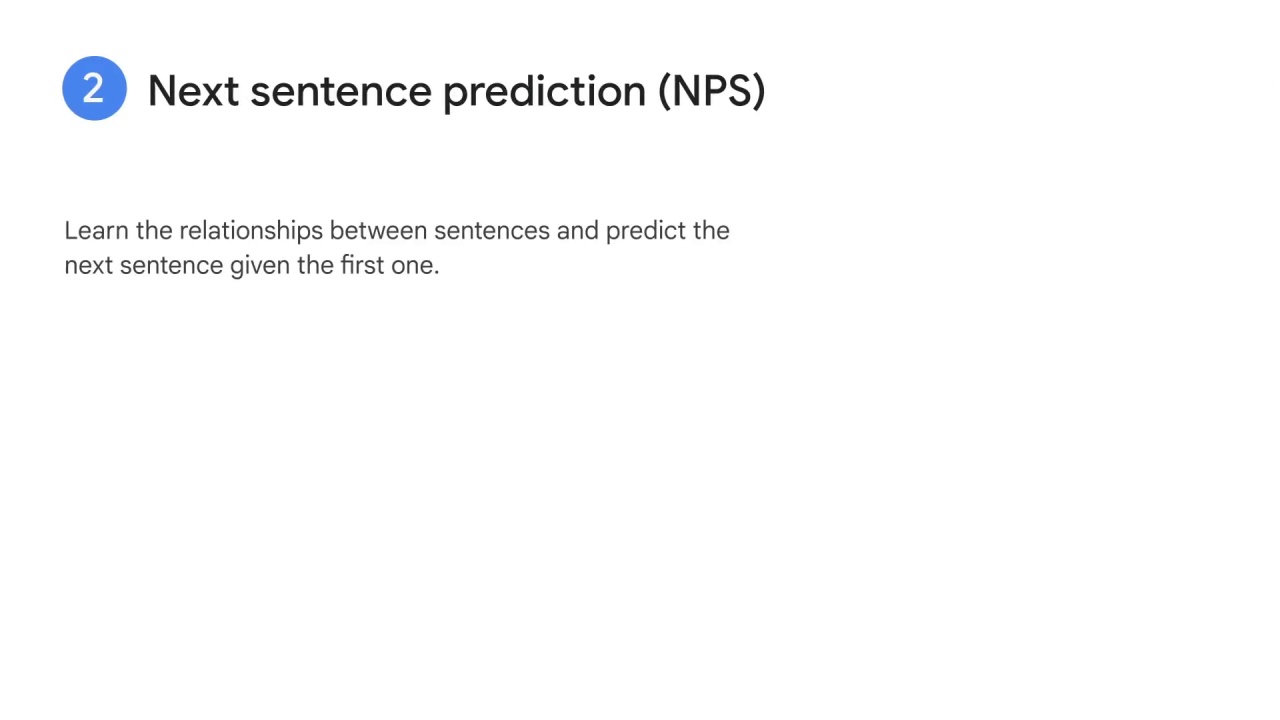 2 Next sentence prediction (NPS)
Learn the relationships between sentences and predict the
next sentence given the first one.